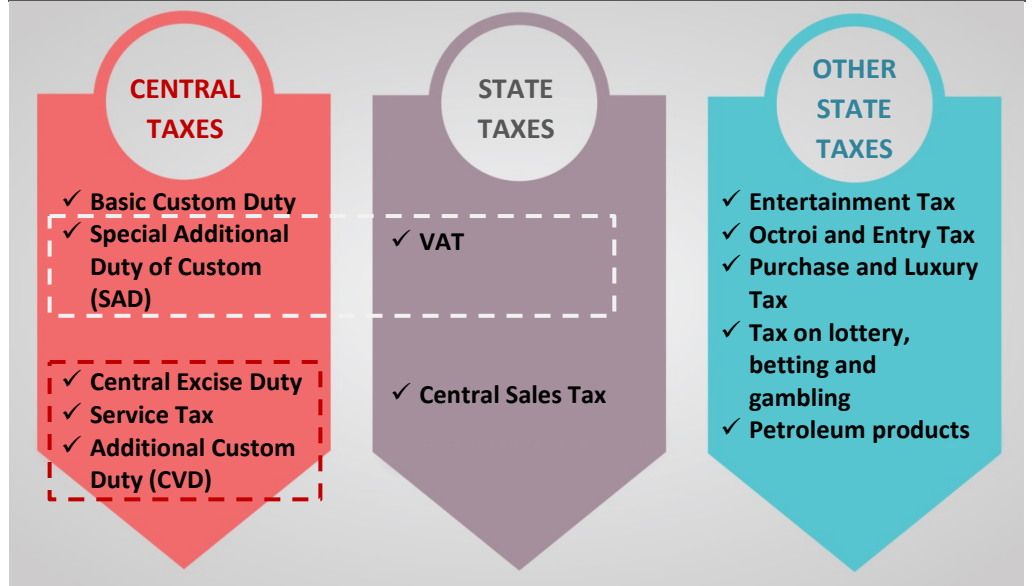 CENTRAL
TAXES
✓ Basic Custom Duty
✓ Special Additional
Duty of Custom
(SAD)
✓ Central Excise Duty
✓ Service Tax
✓ Additional Custom
Duty (CVD)
STATE
TAXES
✓ VAT
✓ Central Sales Tax
OTHER
STATE
TAXES
✓ Entertainment Tax
✓ Octroi and Entry Tax
✓ Purchase and Luxury
Tax
✓ Tax on lottery,
betting and
gambling
✓ Petroleum products